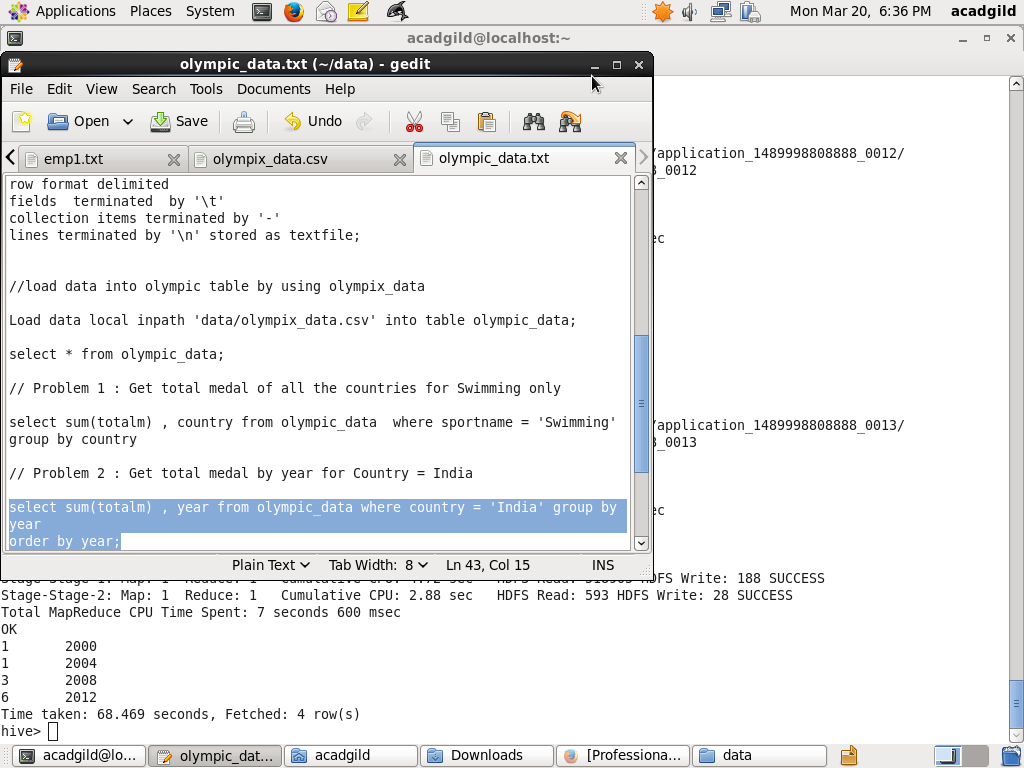 Applications Places System
Mon Mar 20, 6:36 PM acadgild
acadgild@localhost:~
olympic_data.txt (~/data) - gedit
File Edit View Search Tools Documents Help
Open Save Undo
emp1.txt olympix_data.csv olympic_data.txt
row format delimited
fields  terminated  by '\t'
collection items terminated by '-'
lines terminated by '\n' stored as textfile;
//load data into olympic table by using olympix_data
Load data local inpath 'data/olympix_data.csv' into table olympic_data;
select * from olympic_data;
// Problem 1 : Get total medal of all the countries for Swimming only
select sum(totalm) , country from olympic_data  where sportname = 'Swimming'
group by country
// Problem 2 : Get total medal by year for Country = India
select sum(totalm) , year from olympic_data where country = 'India' group by
year
order by year;
Plain Text Tab Width: 8 Ln 43, Col 15 INS
/application_1489998808888_0012/
3_0012
ec
/application_1489998808888_0013/
3_0013
ec
DFS Write: 188 SUCCESS
Stage-Stage-2: Map: 1  Reduce: 1   Cumulative CPU: 2.88 sec   HDFS Read: 593 HDFS Write: 28 SUCCESS
Total MapReduce CPU Time Spent: 7 seconds 600 msec
OK
1       2000
1       2004
3       2008
6       2012
Time taken: 68.469 seconds, Fetched: 4 row(s)
hive>
acadgild@lo... olympic_dat... acadgild Downloads [Professiona... data